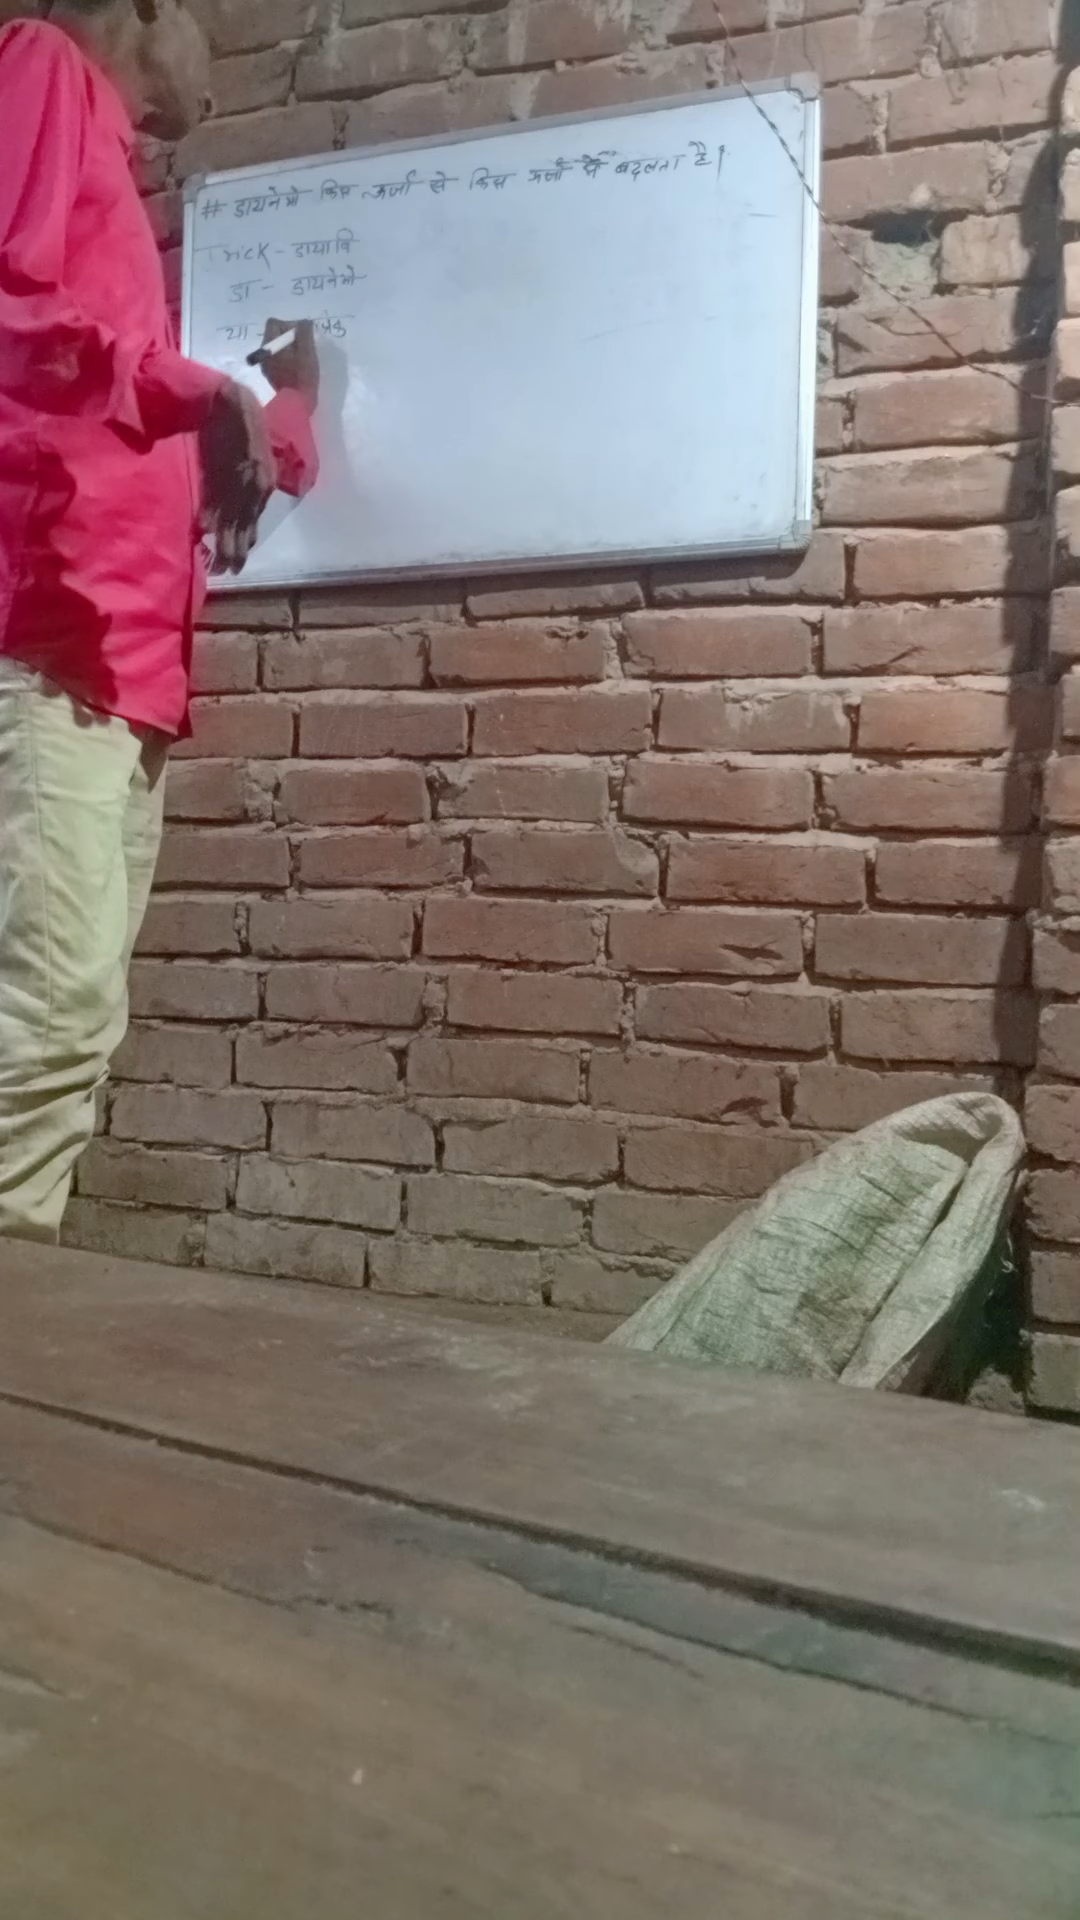 # डायनेमो किस ऊर्जा से किस ऊर्जा में बदलता है।
Trick - डायावि
डा - डायनेमो
या -